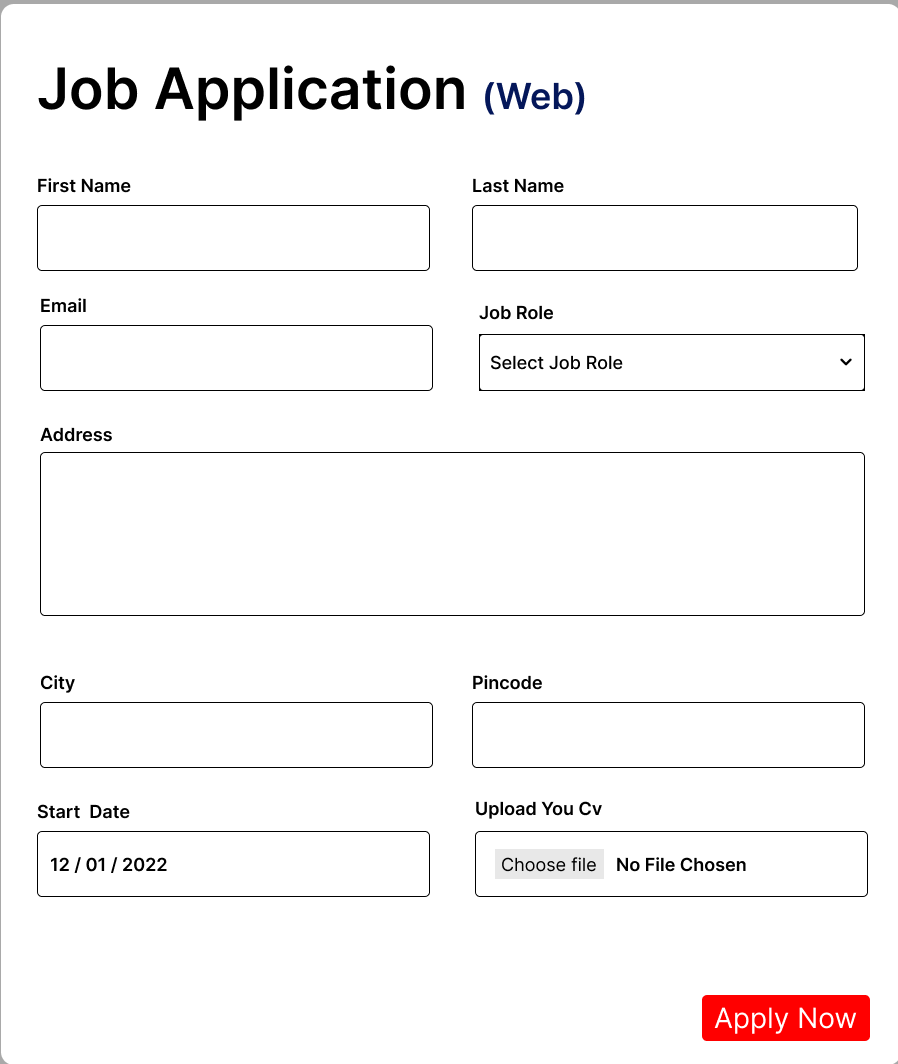 Job Application (Web)
First Name
Last Name
Email
Job Role
Select Job Role
Address
City
Pincode
Start  Date
Upload You Cv
12 / 01 / 2022
Choose file No File Chosen
Apply Now